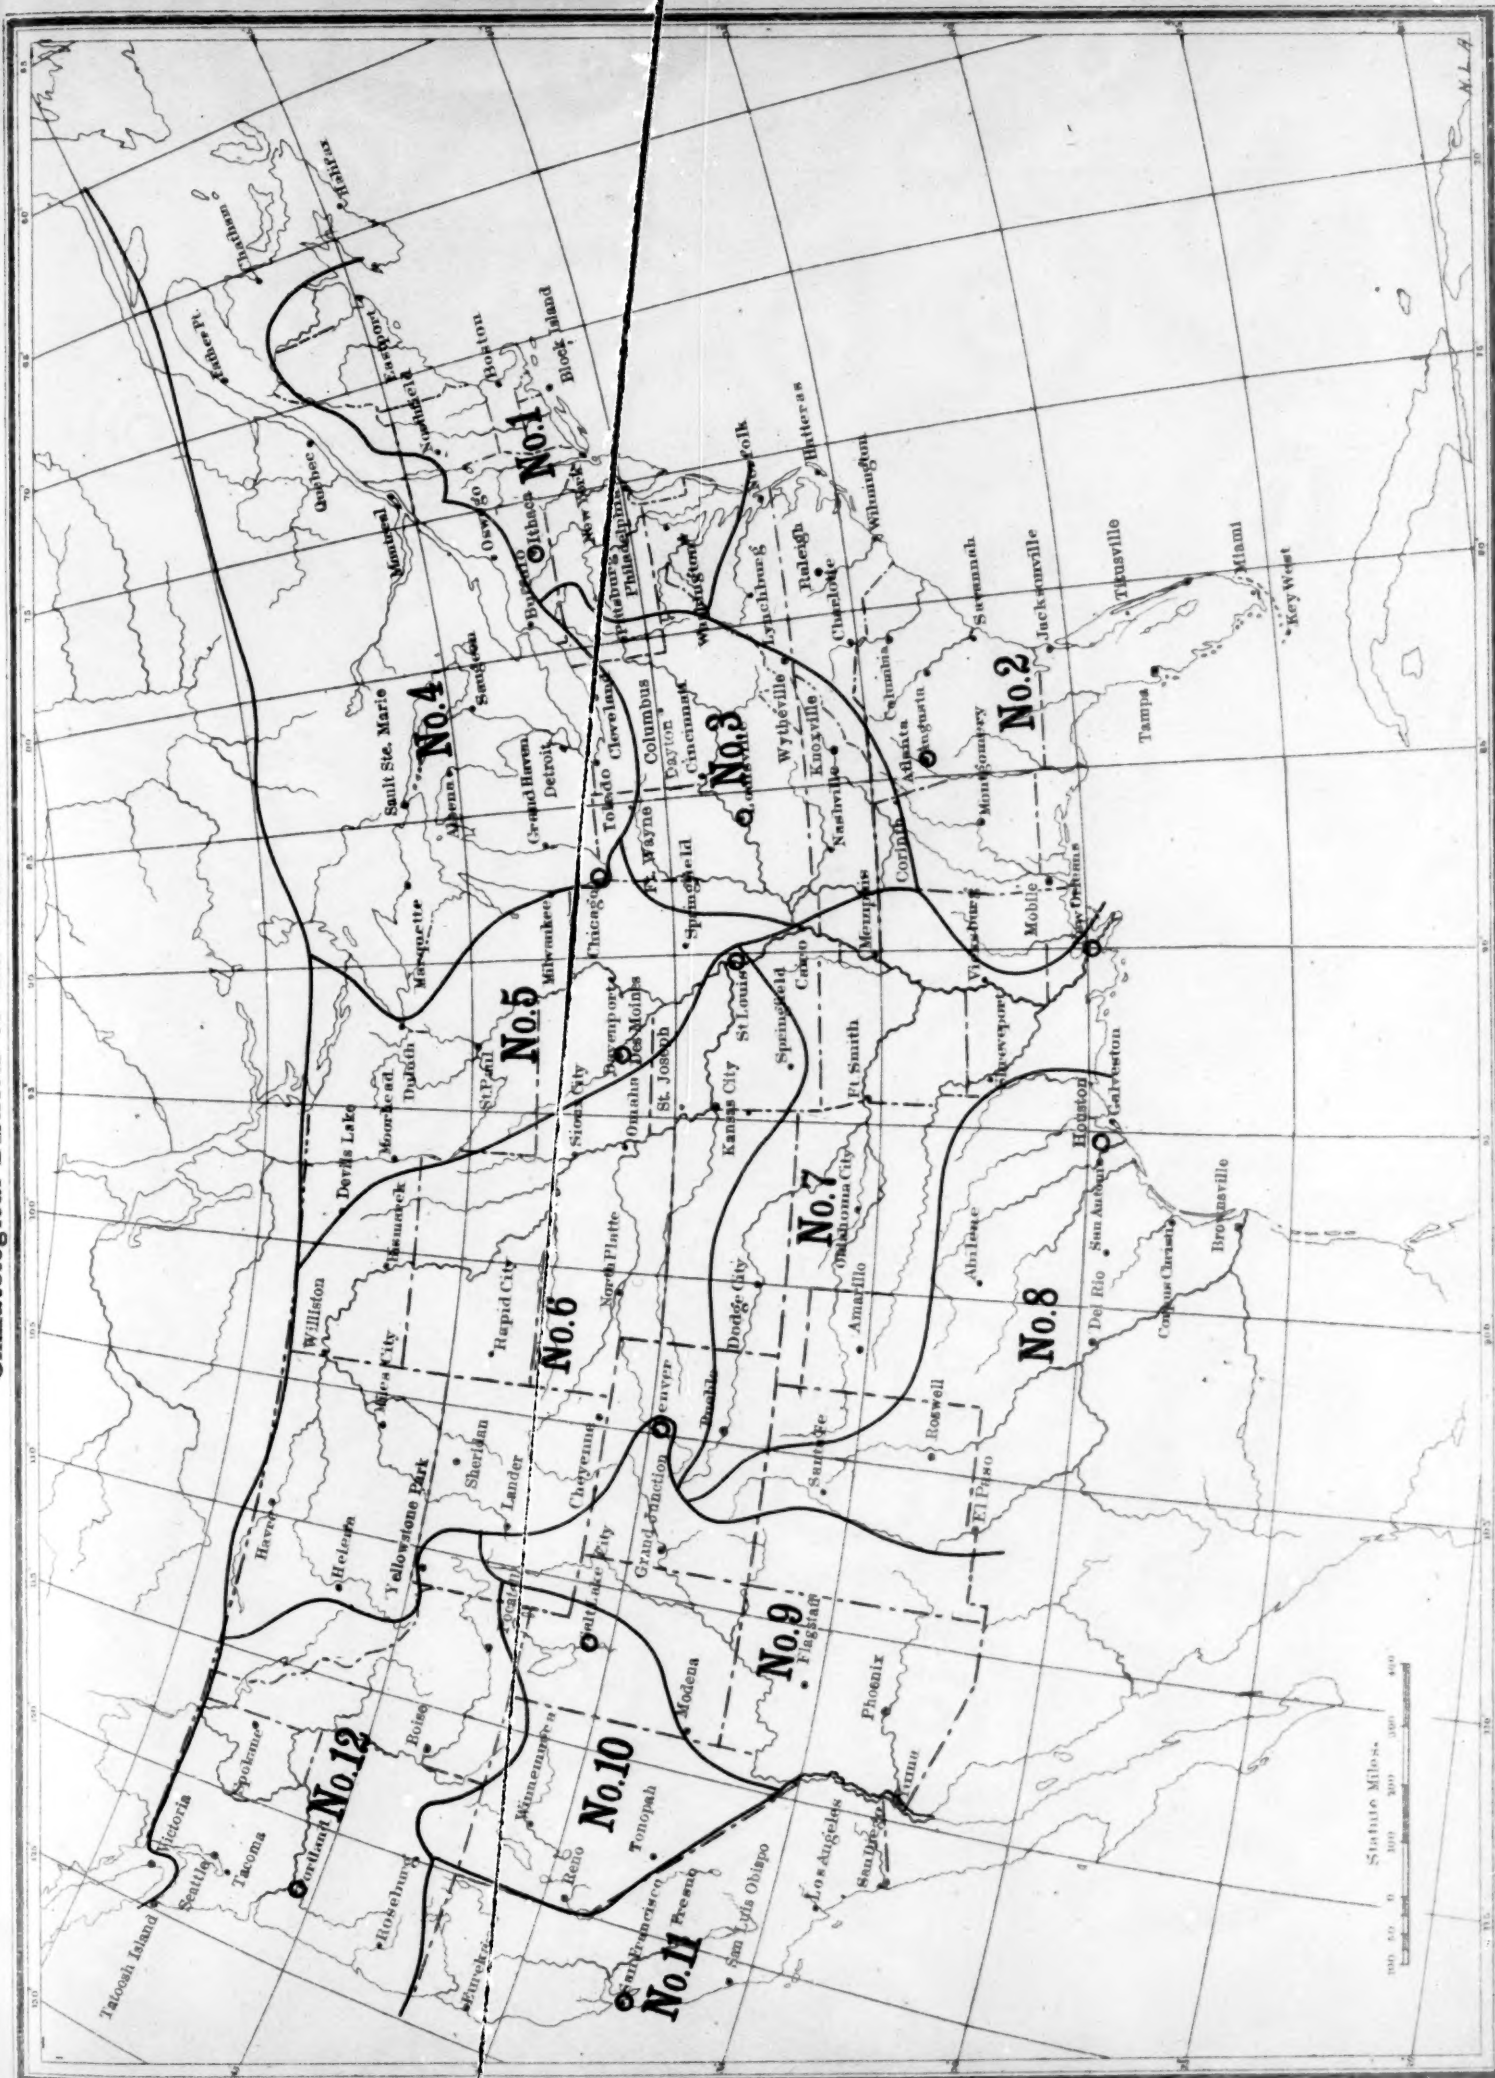 Tatoosh Island
Victoria
Seattle
Tacoma
Spokane
Portland
No.12
Roseburg
Boise
Eureka
Winnemucca
No.10
Reno
Tonopah
San Francisco
Fresno
No.11
San Luis Obispo
Los Angeles
San Diego
Yuma
Phoenix
Flagstaff
No.9
Modena
Salt Lake City
Pocatello
Yellowstone Park
Helena
Havre
Miles City
Sheridan
Lander
Cheyenne
Grand Junction
Denver
Pueblo
Santa Fe
Roswell
El Paso
Williston
Bismarck
Devils Lake
Moorhead
Rapid City
No.6
North Platte
Dodge City
Amarillo
Oklahoma City
No.7
Abilene
No.8
Del Rio
San Antonio
Corpus Christi
Brownsville
Houston
Galveston
Shreveport
Ft Smith
Springfield
Kansas City
St. Joseph
Omaha
Sioux City
Des Moines
Davenport
St Louis
St. Paul
Duluth
No.5
Marquette
Milwaukee
Chicago
Springfield
Cairo
Memphis
Vicksburg
New Orleans
Mobile
Corinth
Nashville
Louisville
No.3
Ft. Wayne
Toledo
Cleveland
Columbus
Dayton
Cincinnati
Grand Haven
Detroit
Alpena
Sault Ste. Marie
No.4
Saugeen
Wytheville
Knoxville
Atlanta
Augusta
Montgomery
No.2
Columbia
Charlotte
Raleigh
Lynchburg
Washington
Pittsburg
Philadelphia
Buffalo
Ithaca
Oswego
New York
No.1
Montreal
Quebec
Northfield
Eastport
Boston
Block Island
Father Pt.
Chatham
Halifax
Norfolk
Hatteras
Wilmington
Savannah
Jacksonville
Titusville
Tampa
Miami
Key West
Statute Miles.